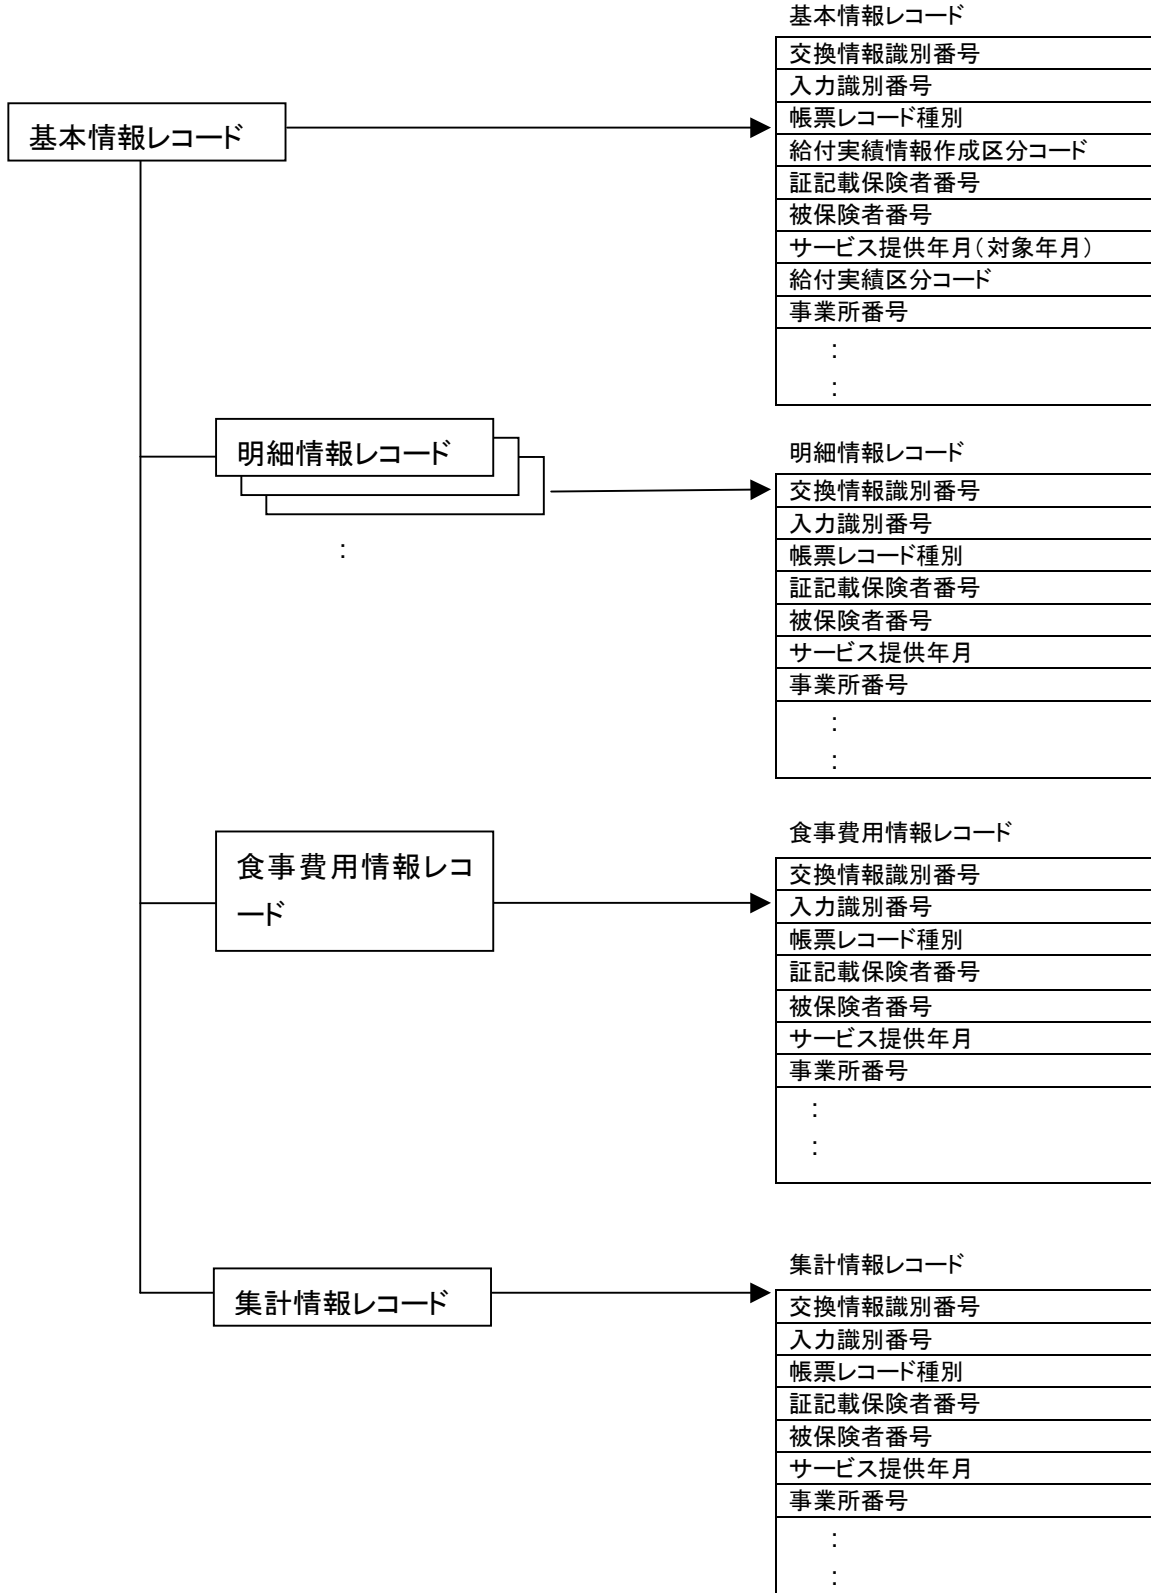 基本情報レコード
交換情報識別番号
入力識別番号
帳票レコード種別
給付実績情報作成区分コード
証記載保険者番号
被保険者番号
サービス提供年月（対象年月）
給付実績区分コード
事業所番号
：
：
基本情報レコード
明細情報レコード
：
明細情報レコード
交換情報識別番号
入力識別番号
帳票レコード種別
証記載保険者番号
被保険者番号
サービス提供年月
事業所番号
：
：
食事費用情報レコ
ード
食事費用情報レコード
交換情報識別番号
入力識別番号
帳票レコード種別
証記載保険者番号
被保険者番号
サービス提供年月
事業所番号
：
：
集計情報レコード
集計情報レコード
交換情報識別番号
入力識別番号
帳票レコード種別
証記載保険者番号
被保険者番号
サービス提供年月
事業所番号
：
：